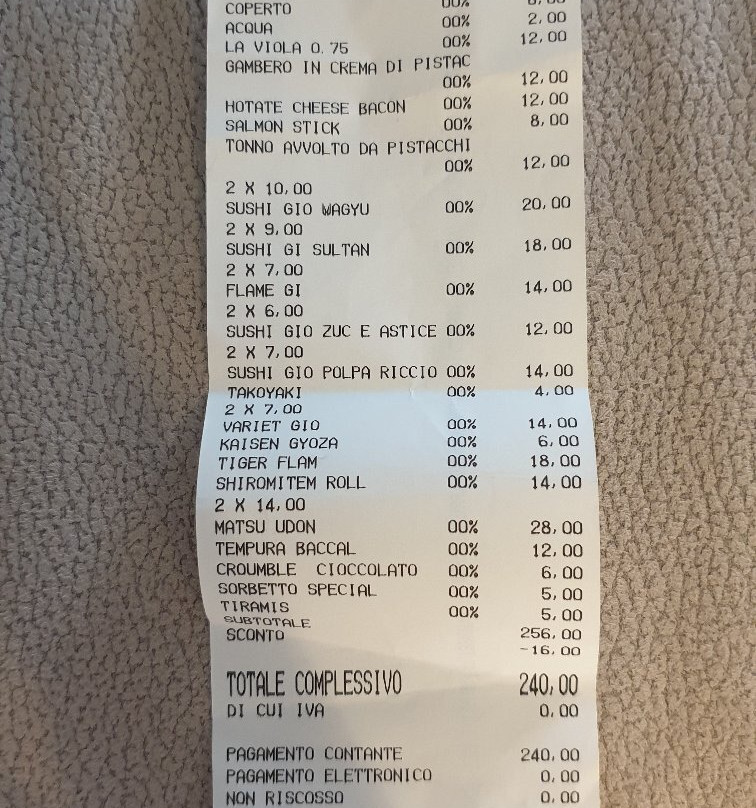 COPERTO 00%
ACQUA 00% 2,00
LA VIOLA 0.75 00% 12,00
GAMBERO IN CREMA DI PISTAC
00% 12,00
HOTATE CHEESE BACON 00% 12,00
SALMON STICK 00% 8,00
TONNO AVVOLTO DA PISTACCHI
00% 12,00
2 X 10,00
SUSHI GIO WAGYU 00% 20,00
2 X 9,00
SUSHI GI SULTAN 00% 18,00
2 X 7,00
FLAME GI 00% 14,00
2 X 6,00
SUSHI GIO ZUC E ASTICE 00% 12,00
2 X 7,00
SUSHI GIO POLPA RICCIO 00% 14,00
TAKOYAKI 00% 4,00
2 X 7,00
VARIET GIO 00% 14,00
KAISEN GYOZA 00% 6,00
TIGER FLAM 00% 18,00
SHIROMITEM ROLL 00% 14,00
2 X 14,00
MATSU UDON 00% 28,00
TEMPURA BACCAL 00% 12,00
CROUMBLE CIOCCOLATO 00% 6,00
SORBETTO SPECIAL 00% 5,00
TIRAMIS 00% 5,00
SUBTOTALE 256,00
SCONTO -16,00
TOTALE COMPLESSIVO 240,00
DI CUI IVA 0,00
PAGAMENTO CONTANTE 240,00
PAGAMENTO ELETTRONICO 0,00
NON RISCOSSO 0,00